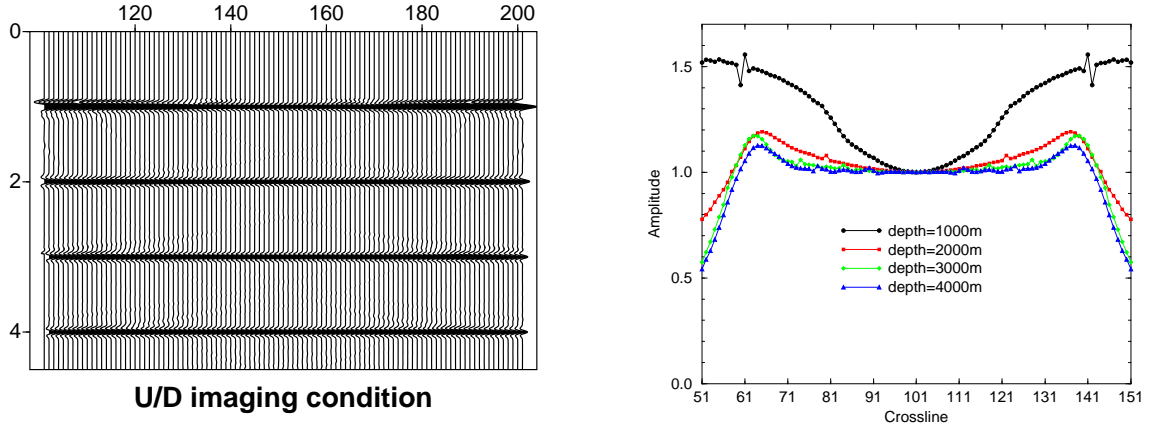 120 140 160 180 200
0
2
4
U/D imaging condition
1.5
1.0
0.5
0.0
Amplitude
depth=1000m
depth=2000m
depth=3000m
depth=4000m
51 61 71 81 91 101 111 121 131 141 151
Crossline